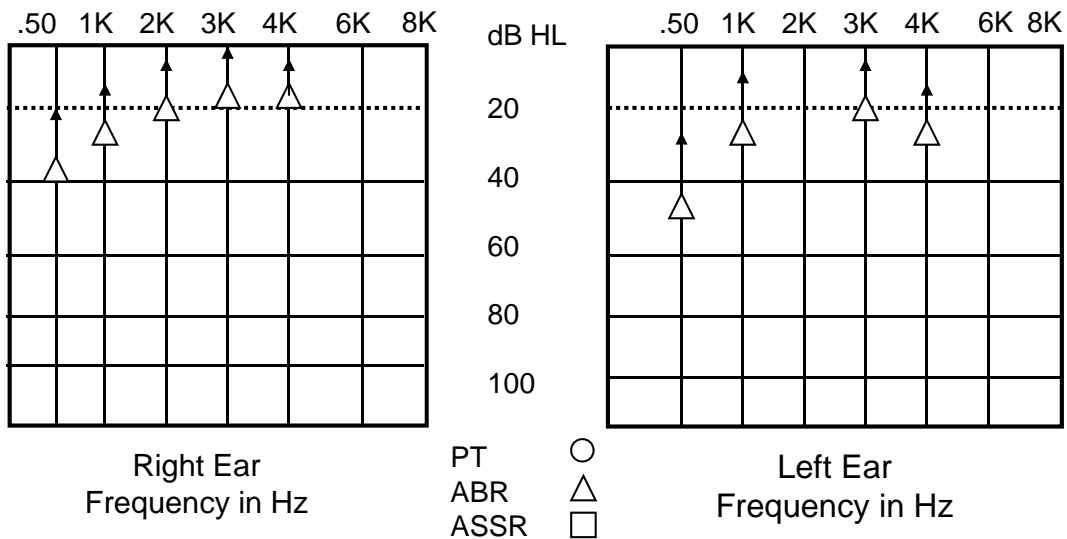 .50 1K 2K 3K 4K 6K 8K
dB HL
.50 1K 2K 3K 4K 6K 8K
20
40
60
80
100
Right Ear
Frequency in Hz
PT
ABR
ASSR
Left Ear
Frequency in Hz